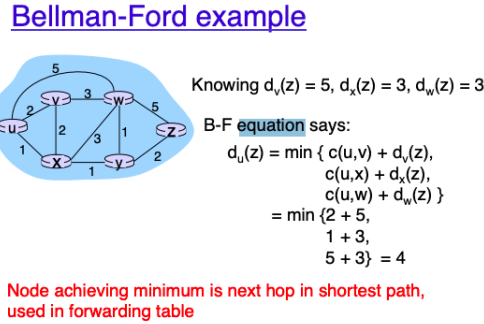 Bellman-Ford example
5
3
5
v
w
2
u
2
3
1
z
1
x
y
2
1
Knowing dᵥ(z) = 5, dₓ(z) = 3, d_w(z) = 3
B-F equation says:
dᵤ(z) = min { c(u,v) + dᵥ(z),
c(u,x) + dₓ(z),
c(u,w) + d_w(z) }
= min {2 + 5,
1 + 3,
5 + 3} = 4
Node achieving minimum is next hop in shortest path,
used in forwarding table